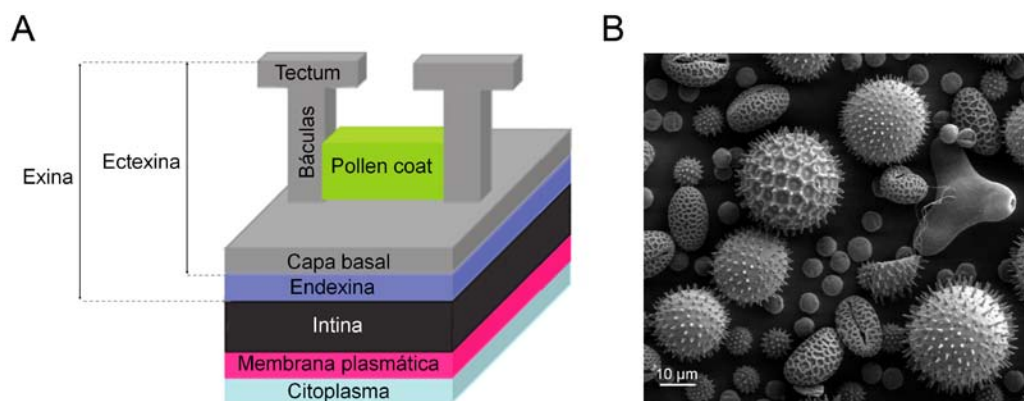 A
Tectum
Báculas
Pollen coat
Ectexina
Exina
Capa basal
Endexina
Intina
Membrana plasmática
Citoplasma
B
10 µm